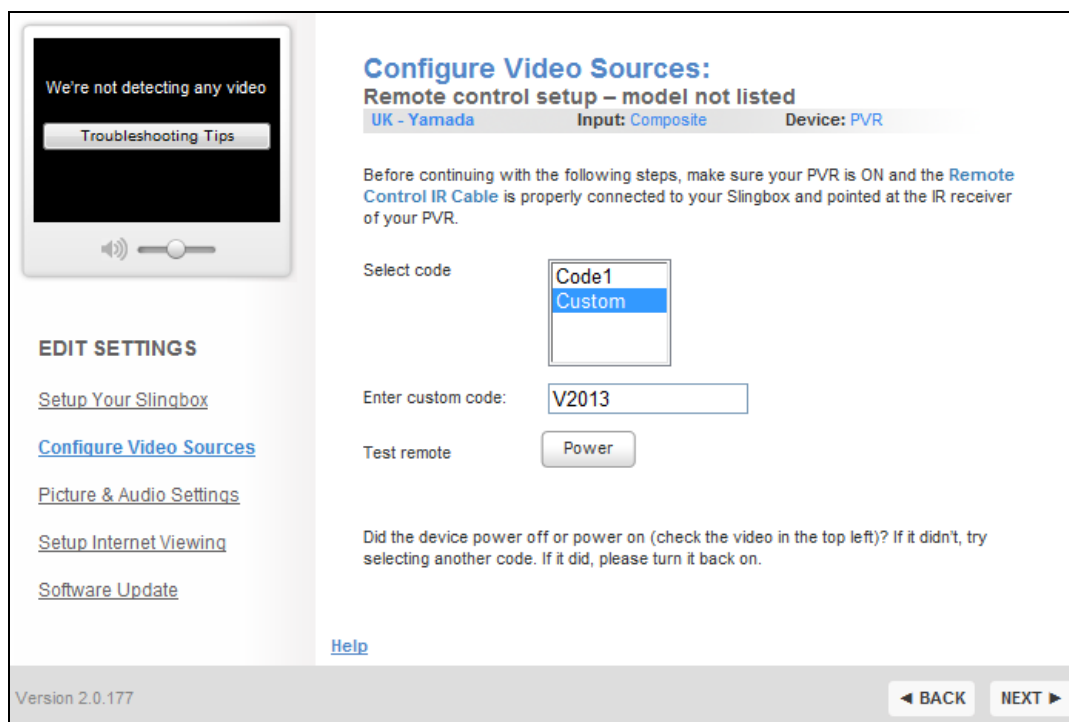 We're not detecting any video
Troubleshooting Tips
EDIT SETTINGS
Setup Your Slingbox
Configure Video Sources
Picture & Audio Settings
Setup Internet Viewing
Software Update
Configure Video Sources:
Remote control setup – model not listed
UK - Yamada Input: Composite Device: PVR
Before continuing with the following steps, make sure your PVR is ON and the Remote
Control IR Cable is properly connected to your Slingbox and pointed at the IR receiver
of your PVR.
Select code
Code1
Custom
Enter custom code: V2013
Test remote Power
Did the device power off or power on (check the video in the top left)? If it didn't, try
selecting another code. If it did, please turn it back on.
Help
Version 2.0.177
◄ BACK NEXT ►